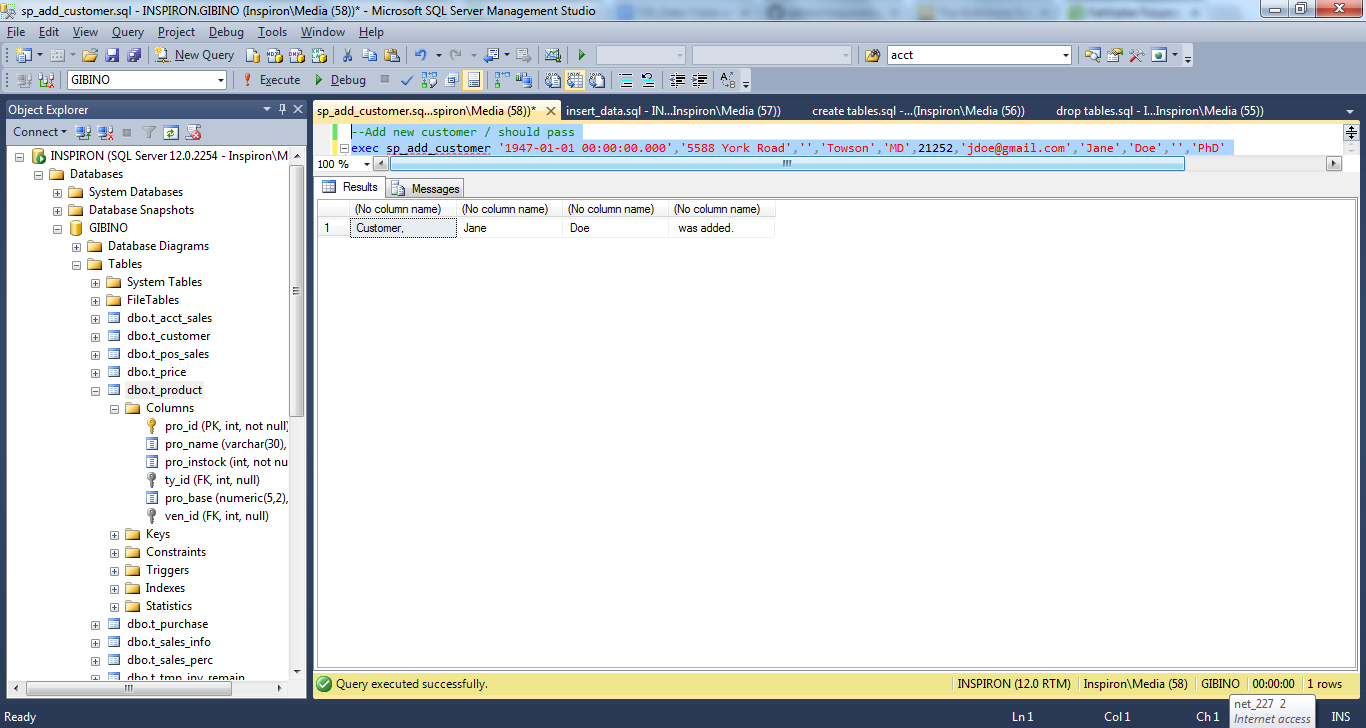 sp_add_customer.sql - INSPIRON.GIBINO (Inspiron\Media (58))* - Microsoft SQL Server Management Studio
File Edit View Query Project Debug Tools Window Help
New Query acct
GIBINO Execute Debug
Object Explorer
Connect
INSPIRON (SQL Server 12.0.2254 - Inspiron\M
Databases
System Databases
Database Snapshots
GIBINO
Database Diagrams
Tables
System Tables
FileTables
dbo.t_acct_sales
dbo.t_customer
dbo.t_pos_sales
dbo.t_price
dbo.t_product
Columns
pro_id (PK, int, not null)
pro_name (varchar(30),
pro_instock (int, not nu
ty_id (FK, int, null)
pro_base (numeric(5,2),
ven_id (FK, int, null)
Keys
Constraints
Triggers
Indexes
Statistics
dbo.t_purchase
dbo.t_sales_info
dbo.t_sales_perc
dbo.t_tmp_inv_remain
sp_add_customer.sq...spiron\Media (58))* insert_data.sql - IN...Inspiron\Media (57)) create tables.sql -...(Inspiron\Media (56)) drop tables.sql - I...Inspiron\Media (55))
--Add new customer / should pass
exec sp_add_customer '1947-01-01 00:00:00.000','5588 York Road','','Towson','MD',21252,'jdoe@gmail.com','Jane','Doe','','PhD'
100 %
Results Messages
(No column name) (No column name) (No column name) (No column name)
1 Customer, Jane Doe was added.
Query executed successfully. INSPIRON (12.0 RTM) Inspiron\Media (58) GIBINO 00:00:00 1 rows
Ready Ln 1 Col 1 Ch 1 INS
net_227 2
Internet access